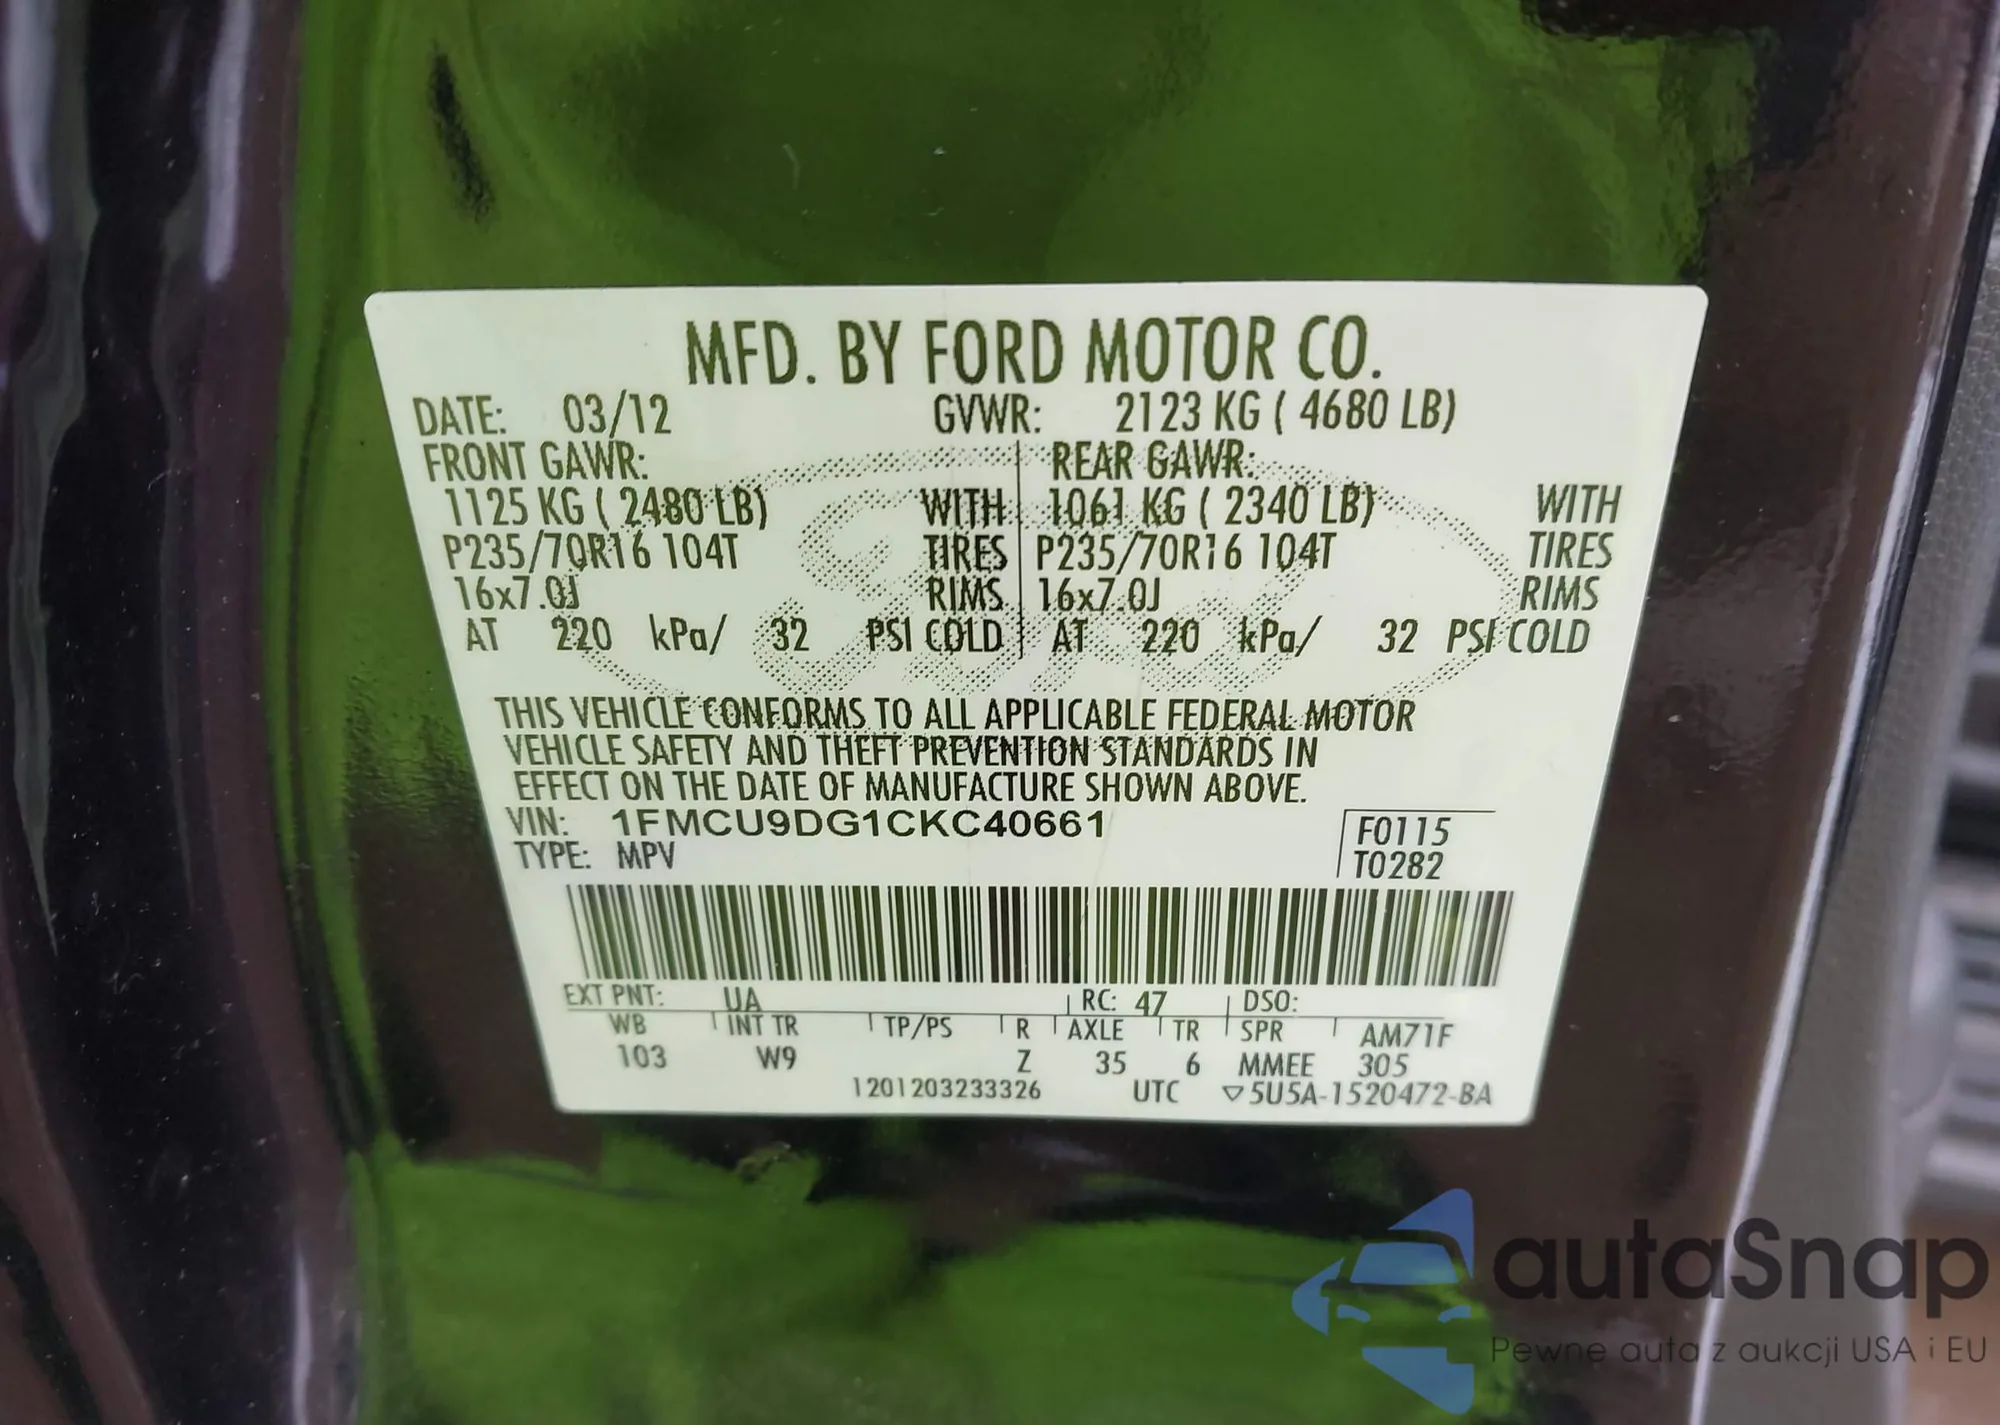 MFD. BY FORD MOTOR CO.
DATE: 03/12 GVWR: 2123 KG ( 4680 LB)
FRONT GAWR: REAR GAWR:
1125 KG ( 2480 LB) WITH 1061 KG ( 2340 LB) WITH
P235/70R16 104T TIRES P235/70R16 104T TIRES
16x7.0J RIMS 16x7.0J RIMS
AT 220 kPa/ 32 PSI COLD AT 220 kPa/ 32 PSI COLD
THIS VEHICLE CONFORMS TO ALL APPLICABLE FEDERAL MOTOR
VEHICLE SAFETY AND THEFT PREVENTION STANDARDS IN
EFFECT ON THE DATE OF MANUFACTURE SHOWN ABOVE.
VIN: 1FMCU9DG1CKC40661 F0115
TYPE: MPV T0282
EXT PNT: UA RC: 47 DSO:
WB INT TR TP/PS R AXLE TR SPR AM71F
103 W9 Z 35 6 MMEE 305
1201203233326 UTC ▽5U5A-1520472-BA
autaSnap
Pewne auta z aukcji USA i EU